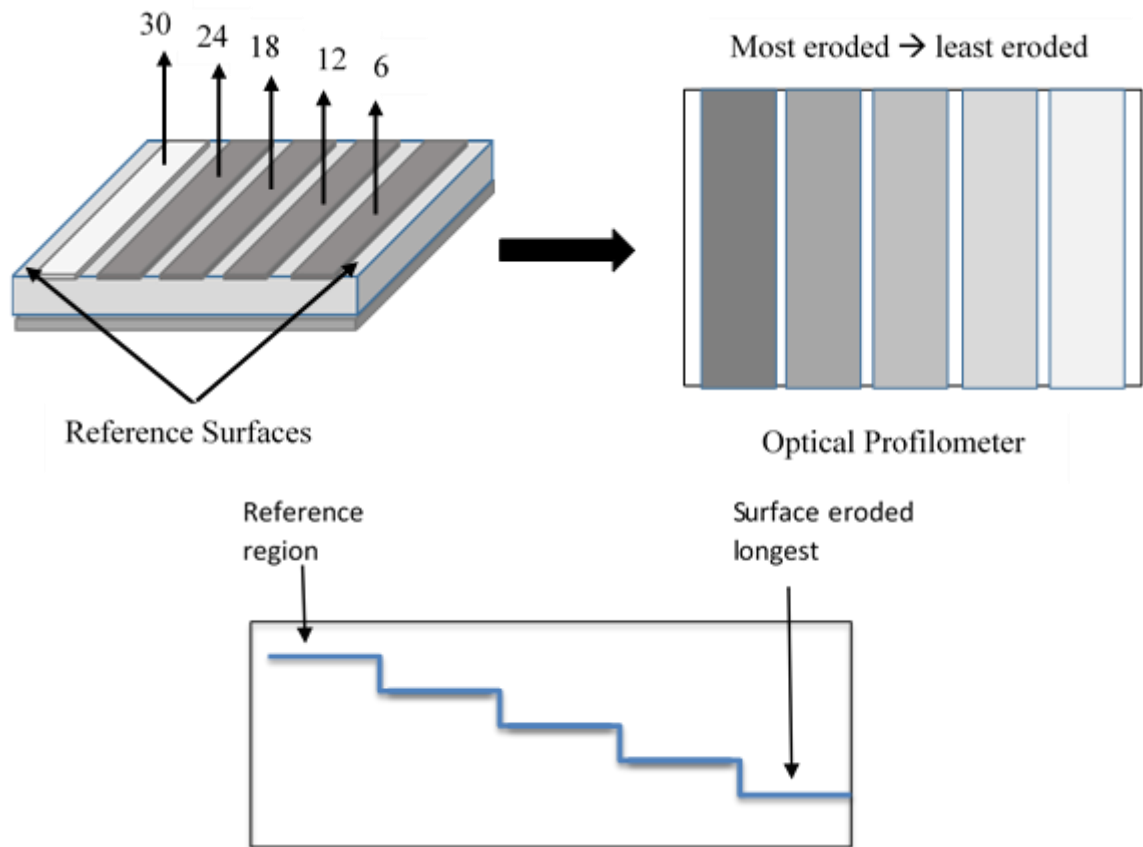 30
24
18
12
6
Most eroded → least eroded
Reference Surfaces
Optical Profilometer
Reference
region
Surface eroded
longest